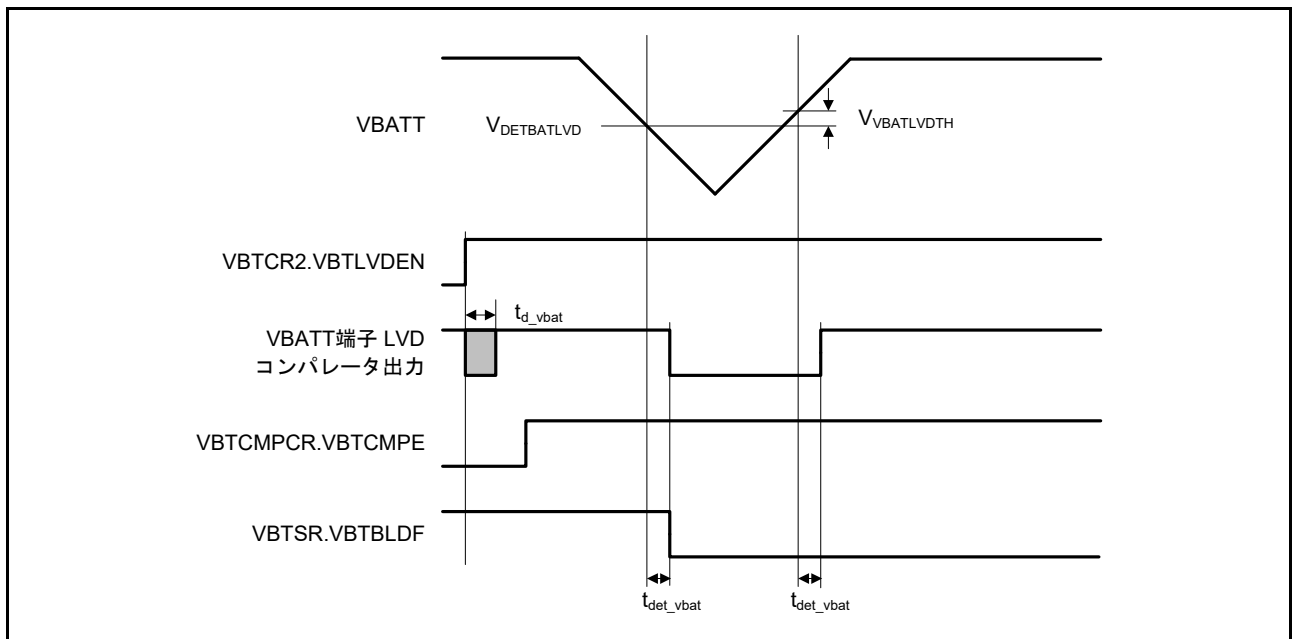 VBATT
VDETBATLVD
VVBATLVDTH
VBTCR2.VBTLVDEN
td_vbat
VBATT端子 LVD
コンパレータ出力
VBTCMPCR.VBTCMPE
VBTSR.VBTBLDF
tdet_vbat
tdet_vbat